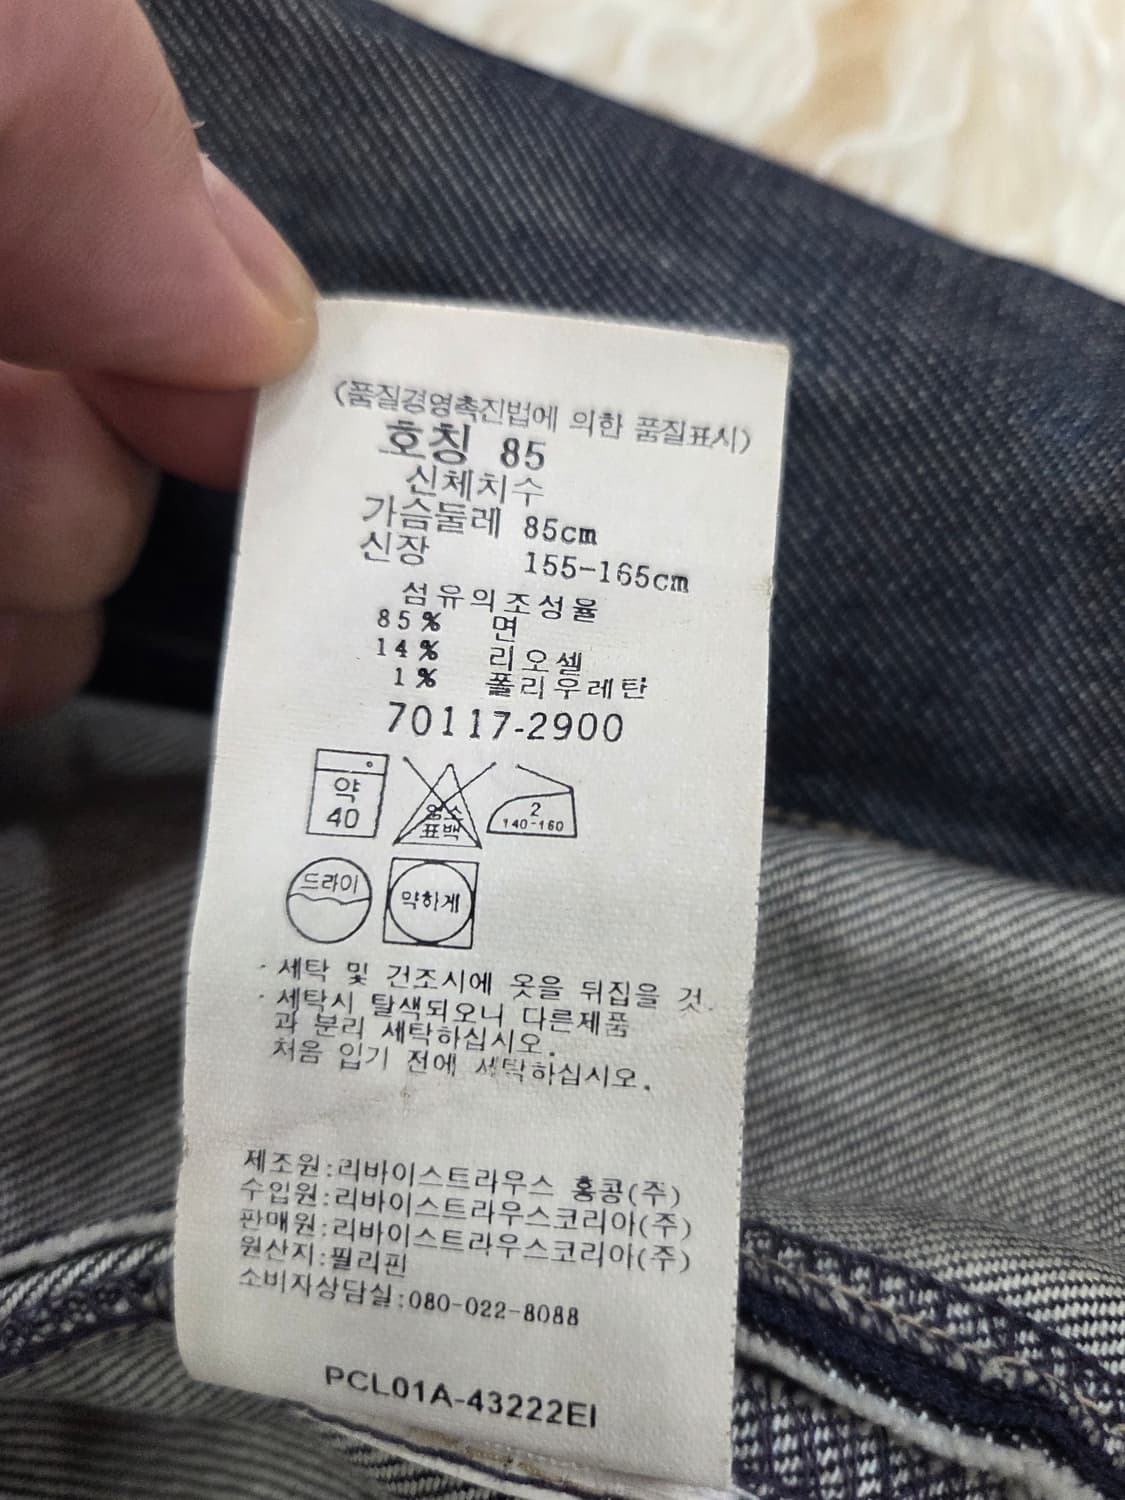 (품질경영촉진법에 의한 품질표시)
호칭 85
신체치수
가슴둘레 85cm
신장 155-165cm
섬유의조성율
85% 면
14% 리오셀
1% 폴리우레탄
70117-2900
약
40
염소
표백
2
140-160
드라이
약하게
· 세탁 및 건조시에 옷을 뒤집을 것.
· 세탁시 탈색되오니 다른제품
과 분리 세탁하십시오.
처음 입기 전에 세탁하십시오.
제조원:리바이스트라우스 홍콩(주)
수입원:리바이스트라우스코리아(주)
판매원:리바이스트라우스코리아(주)
원산지:필리핀
소비자상담실:080-022-8088
PCL01A-43222EI